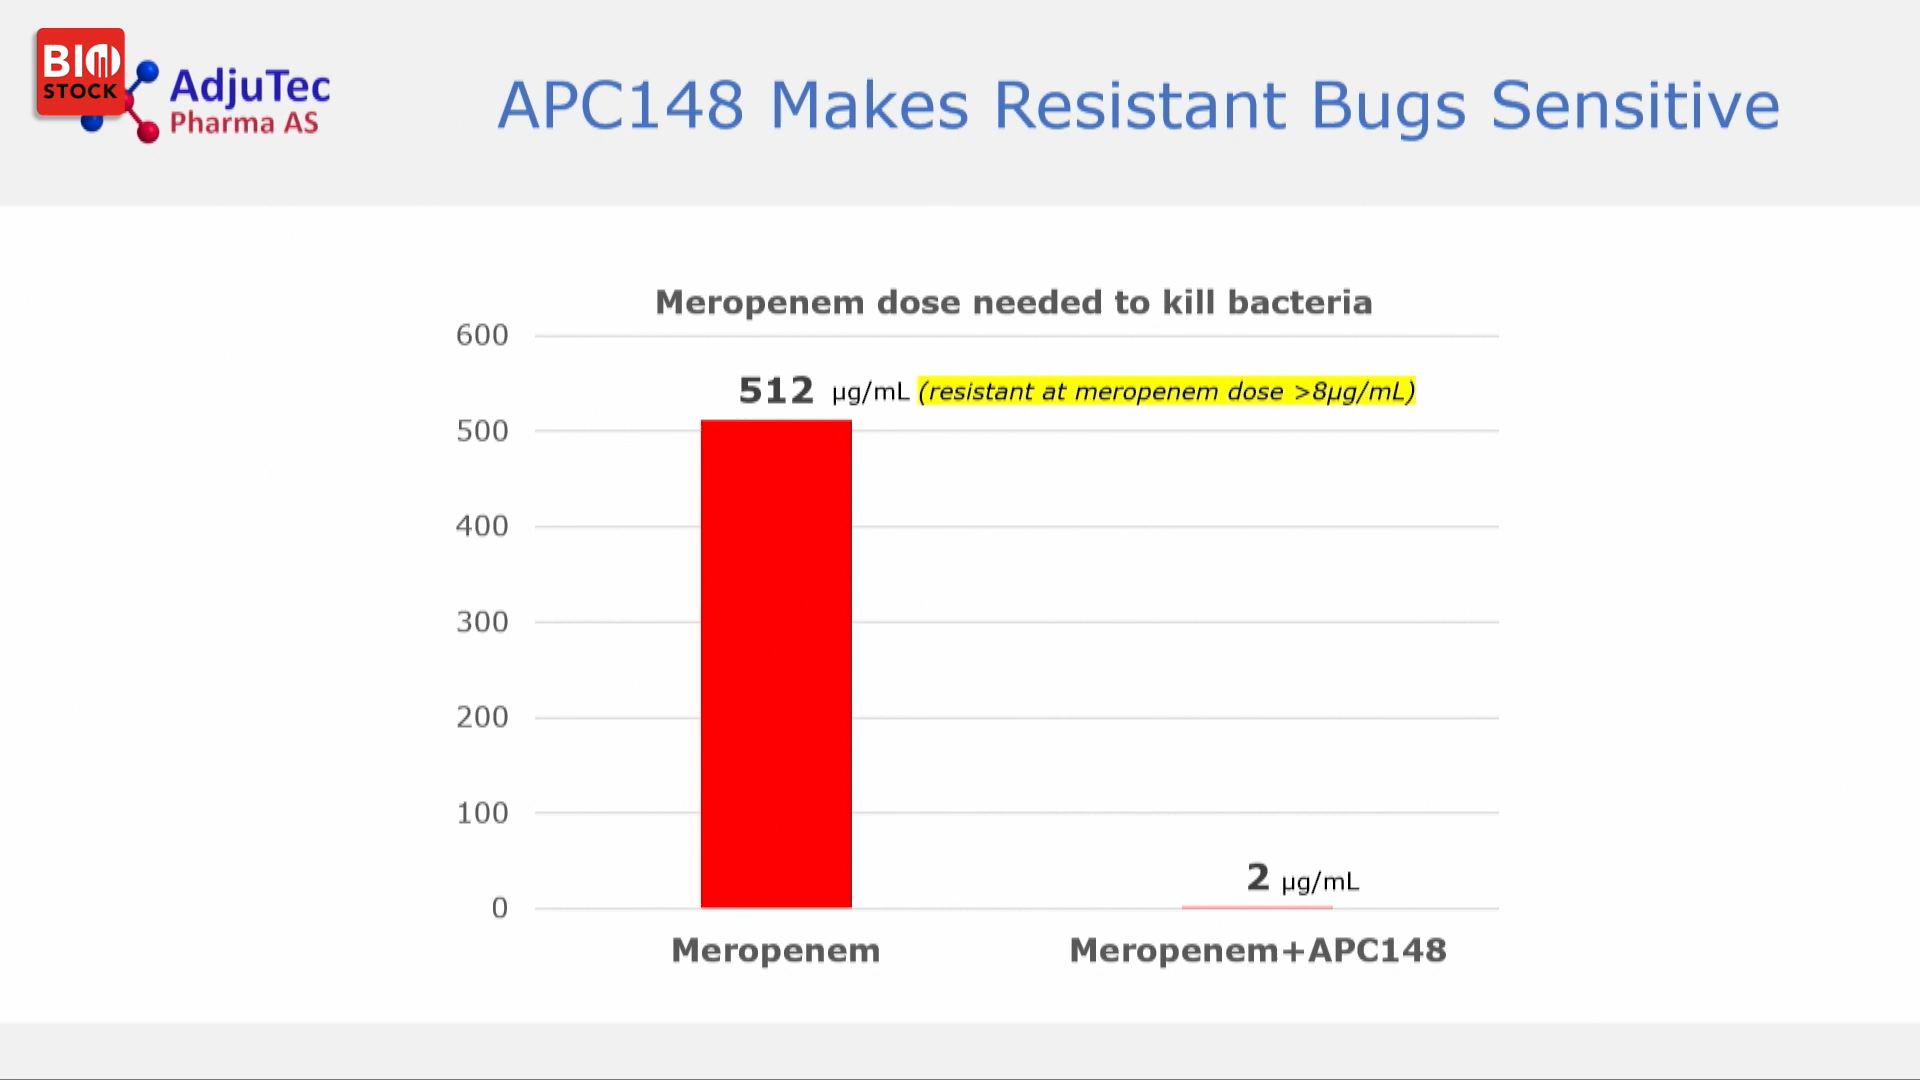 BIO
STOCK
AdjuTec
Pharma AS
APC148 Makes Resistant Bugs Sensitive
Meropenem dose needed to kill bacteria
600
512 µg/mL (resistant at meropenem dose >8µg/mL)
500
400
300
200
100
2 µg/mL
0
Meropenem Meropenem+APC148